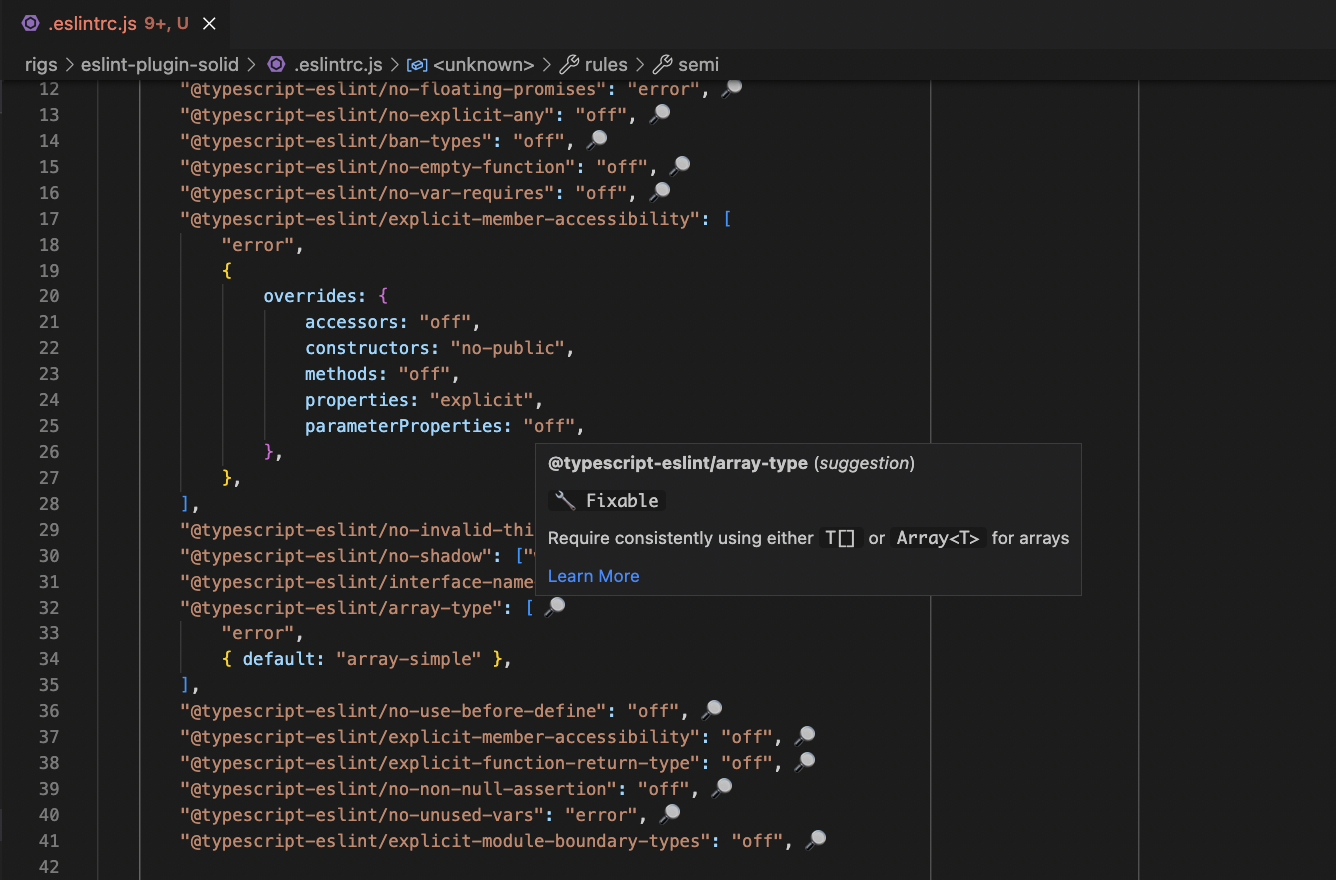 .eslintrc.js 9+, U
rigs > eslint-plugin-solid > .eslintrc.js > <unknown> > rules > semi
12 "@typescript-eslint/no-floating-promises": "error",
13 "@typescript-eslint/no-explicit-any": "off",
14 "@typescript-eslint/ban-types": "off",
15 "@typescript-eslint/no-empty-function": "off",
16 "@typescript-eslint/no-var-requires": "off",
17 "@typescript-eslint/explicit-member-accessibility": [
18 "error",
19 {
20 overrides: {
21 accessors: "off",
22 constructors: "no-public",
23 methods: "off",
24 properties: "explicit",
25 parameterProperties: "off",
26 },
27 },
28 ],
29 "@typescript-eslint/no-invalid-thi
30 "@typescript-eslint/no-shadow": ["
31 "@typescript-eslint/interface-name
32 "@typescript-eslint/array-type": [
33 "error",
34 { default: "array-simple" },
35 ],
36 "@typescript-eslint/no-use-before-define": "off",
37 "@typescript-eslint/explicit-member-accessibility": "off",
38 "@typescript-eslint/explicit-function-return-type": "off",
39 "@typescript-eslint/no-non-null-assertion": "off",
40 "@typescript-eslint/no-unused-vars": "error",
41 "@typescript-eslint/explicit-module-boundary-types": "off",
42
@typescript-eslint/array-type (suggestion)
Fixable
Require consistently using either T[] or Array<T> for arrays
Learn More